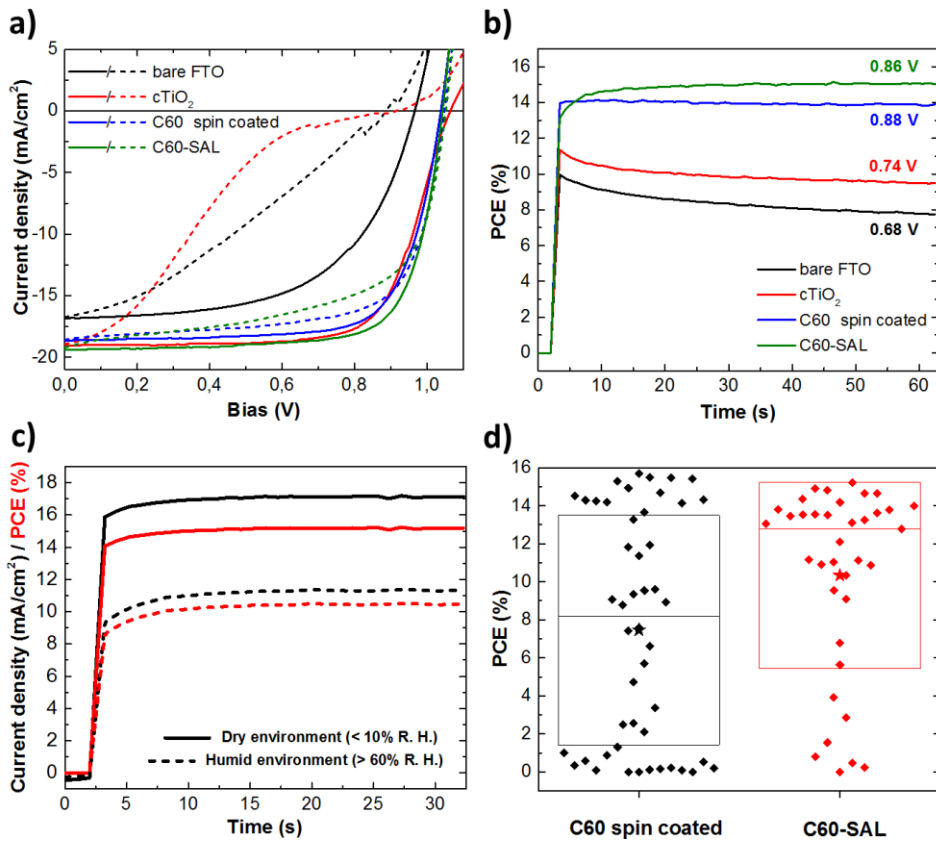 a)
Current density (mA/cm²)
5
0
-5
-10
-15
-20
-/-- bare FTO
-/-- cTiO₂
-/-- C60 spin coated
-/-- C60-SAL
0,0 0,2 0,4 0,6 0,8 1,0
Bias (V)
b)
PCE (%)
16
14
12
10
8
6
4
2
0
0.86 V
0.88 V
0.74 V
0.68 V
bare FTO
cTiO₂
C60 spin coated
C60-SAL
0 10 20 30 40 50 60
Time (s)
c)
Current density (mA/cm²) / PCE (%)
18
16
14
12
10
8
6
4
2
0
Dry environment (< 10% R. H.)
Humid environment (> 60% R. H.)
0 5 10 15 20 25 30
Time (s)
d)
PCE (%)
16
14
12
10
8
6
4
2
0
C60 spin coated C60-SAL